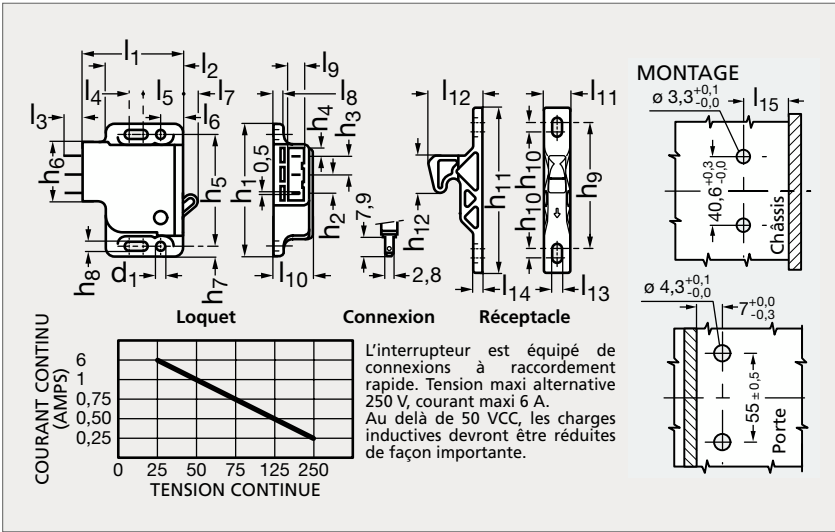 l1
l2
l9
l4
l5
l7
l8
l3
l6
h4
h3
h6
h5
0,5
h1
h2
7,9
h8
d1
h7
l10
2,8
l12
l11
h10
h11
h9
h12
h10
l14
l13
Loquet
Connexion
Réceptacle
COURANT CONTINU
(AMPS)
6
1
0,75
0,50
0,25
0
25
50
75
125
250
TENSION CONTINUE
L’interrupteur est équipé de
connexions à raccordement
rapide. Tension maxi alternative
250 V, courant maxi 6 A.
Au delà de 50 VCC, les charges
inductives devront être réduites
de façon importante.
MONTAGE
ø 3,3 +0,1 -0,0
l15
40,6 +0,3 -0,0
Châssis
ø 4,3 +0,1 -0,0
7 +0,0 -0,3
55 ± 0,5
Porte